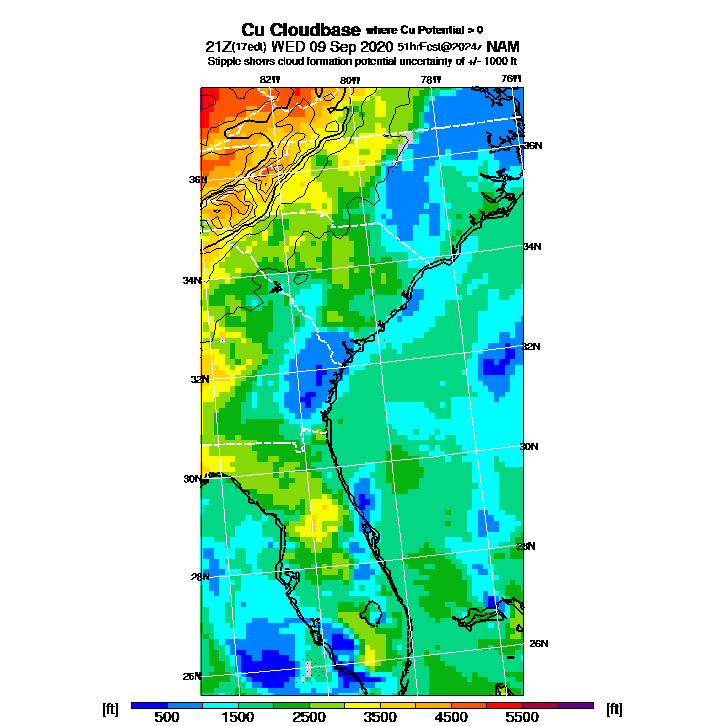 Cu Cloudbase where Cu Potential > 0
21Z(17edt) WED 09 Sep 2020 51hrFcst@2024z NAM
Stipple shows cloud formation potential uncertainty of +/- 1000 ft
82W 80W 78W 76W
36N
36N
34N
34N
32N
32N
30N
30N
28N
28N
26N
26N
[ft] 500 1500 2500 3500 4500 5500 [ft]